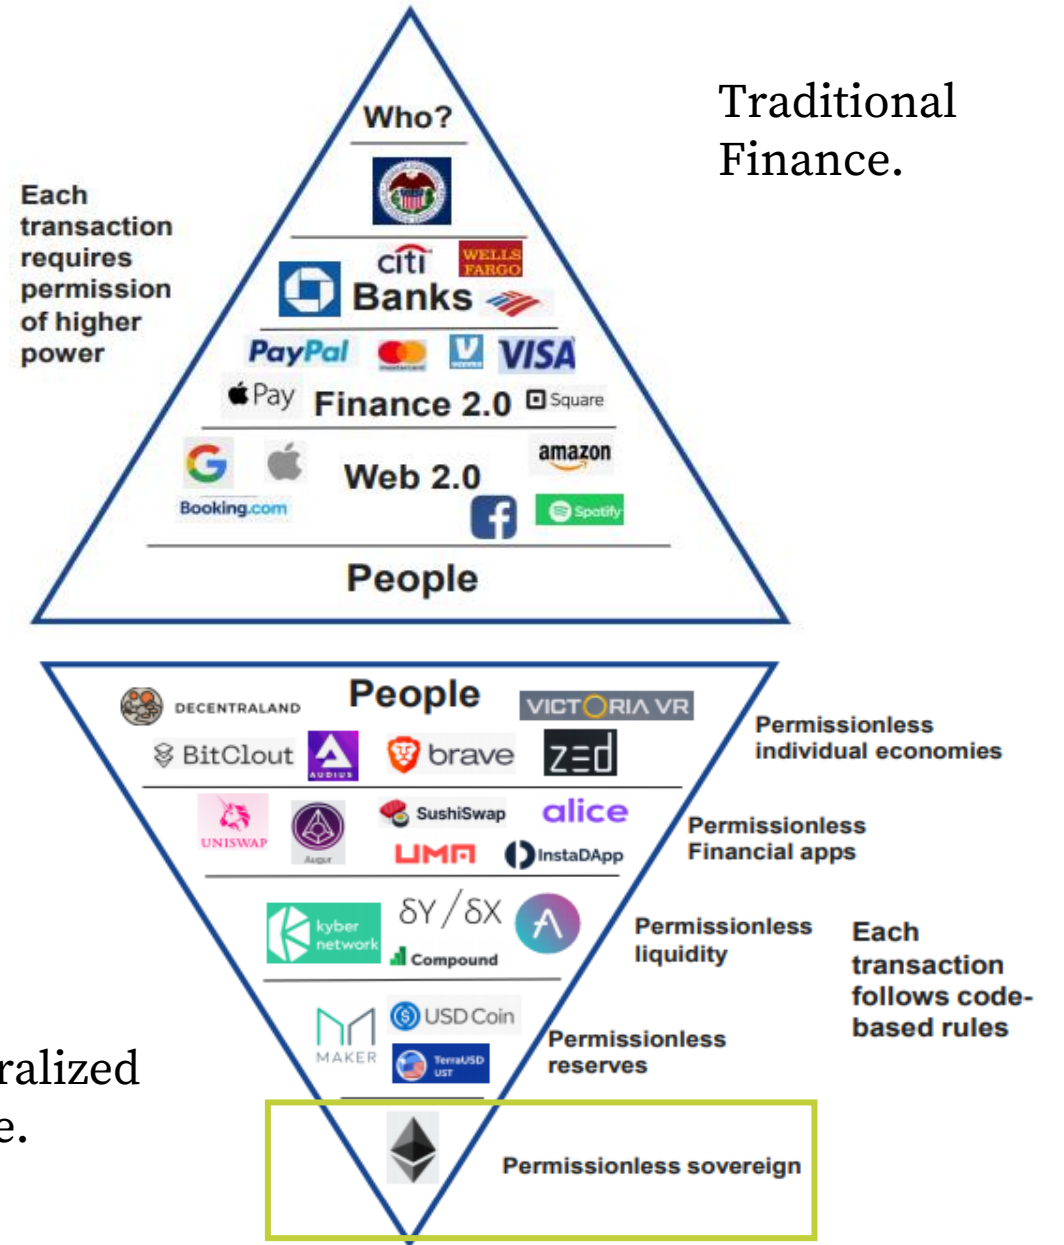 Traditional
Finance.
Who?
Each
transaction
requires
permission
of higher
power
citi
WELLS
FARGO
Banks
PayPal
mastercard
VISA
Pay
Finance 2.0
Square
G
amazon
Web 2.0
Booking.com
f
Spotify
People
People
DECENTRALAND
VICTORIA VR
BitClout
AUDIUS
brave
zed
Permissionless
individual economies
UNISWAP
Augur
SushiSwap
alice
UMA
InstaDApp
Permissionless
Financial apps
kyber
network
δY/δX
Compound
Permissionless
liquidity
Each
transaction
follows code-
based rules
MAKER
USD Coin
TerraUSD
UST
Permissionless
reserves
ralized
e.
Permissionless sovereign